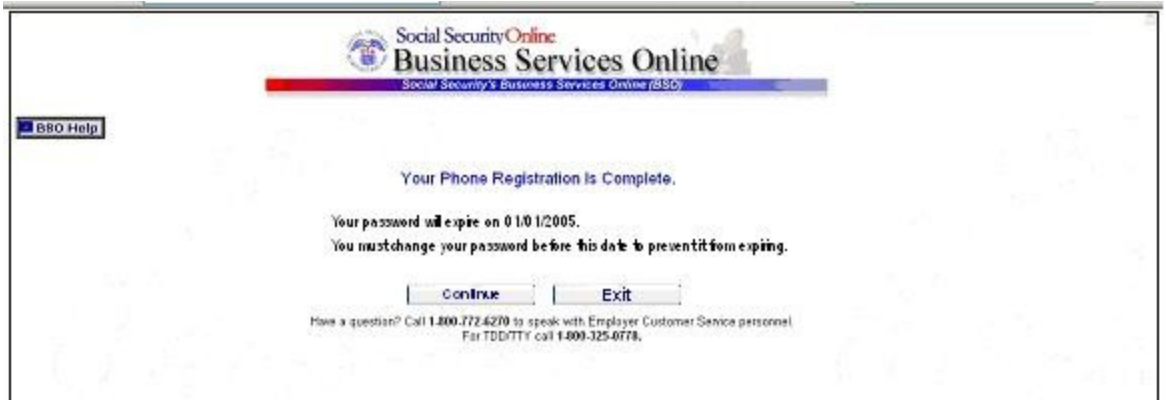 Social Security Online
Business Services Online
Social Security's Business Services Online (BSO)
BSO Help
Your Phone Registration Is Complete.
Your password will expire on 01/01/2005.
You must change your password before this date to prevent it from expiring.
Continue
Exit
Have a question? Call 1-800-772-6270 to speak with Employer Customer Service personnel.
For TDD/TTY call 1-800-325-0778.